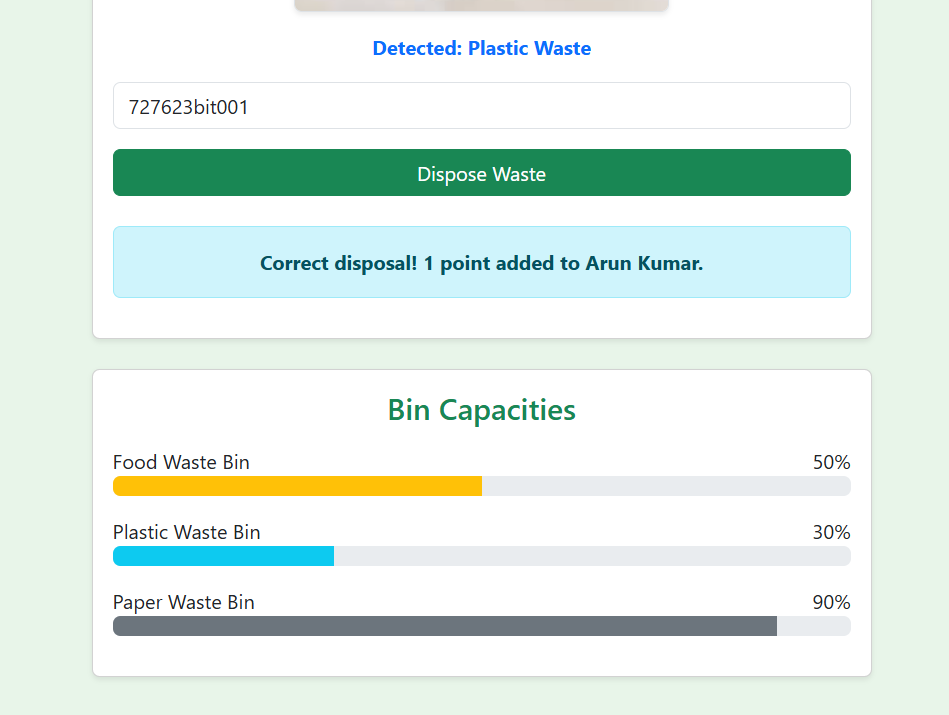 Detected: Plastic Waste
727623bit001
Dispose Waste
Correct disposal! 1 point added to Arun Kumar.
Bin Capacities
Food Waste Bin 50%
Plastic Waste Bin 30%
Paper Waste Bin 90%